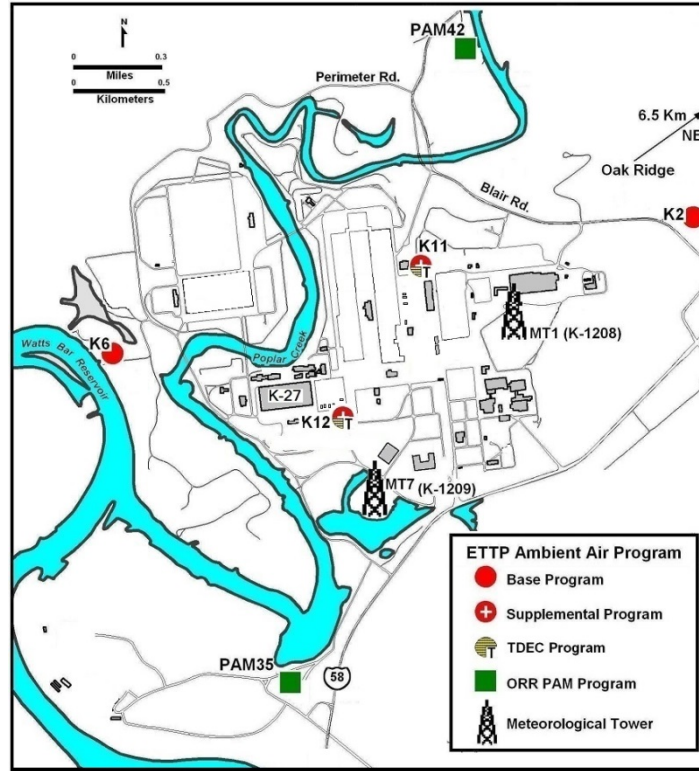 N
PAM42
0 0.3
Miles
Kilometers
0 0.5
Perimeter Rd.
6.5 Km
NE
Oak Ridge
Blair Rd.
K2
K11
T
MT1 (K-1208)
K6
Watts Bar Reservoir
Poplar Creek
K-27
K12
T
MT7 (K-1209)
PAM35
58
ETTP Ambient Air Program
Base Program
Supplemental Program
T
TDEC Program
ORR PAM Program
Meteorological Tower